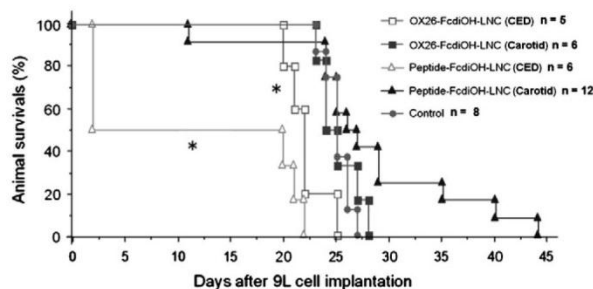 Animal survivals (%)
100
80
60
40
20
0
*
*
0 5 10 15 20 25 30 35 40 45
Days after 9L cell implantation
OX26-FcdiOH-LNC (CED) n = 5
OX26-FcdiOH-LNC (Carotid) n = 6
Peptide-FcdiOH-LNC (CED) n = 6
Peptide-FcdiOH-LNC (Carotid) n = 12
Control n = 8